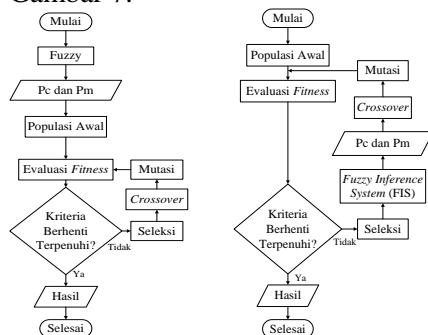 Gambar 7.
Mulai
Fuzzy
Pc dan Pm
Populasi Awal
Evaluasi Fitness
Mutasi
Crossover
Seleksi
Kriteria
Berhenti
Terpenuhi?
Tidak
Ya
Hasil
Selesai
Mulai
Populasi Awal
Evaluasi Fitness
Mutasi
Crossover
Pc dan Pm
Fuzzy Inference
System (FIS)
Seleksi
Kriteria
Berhenti
Terpenuhi?
Tidak
Ya
Hasil
Selesai